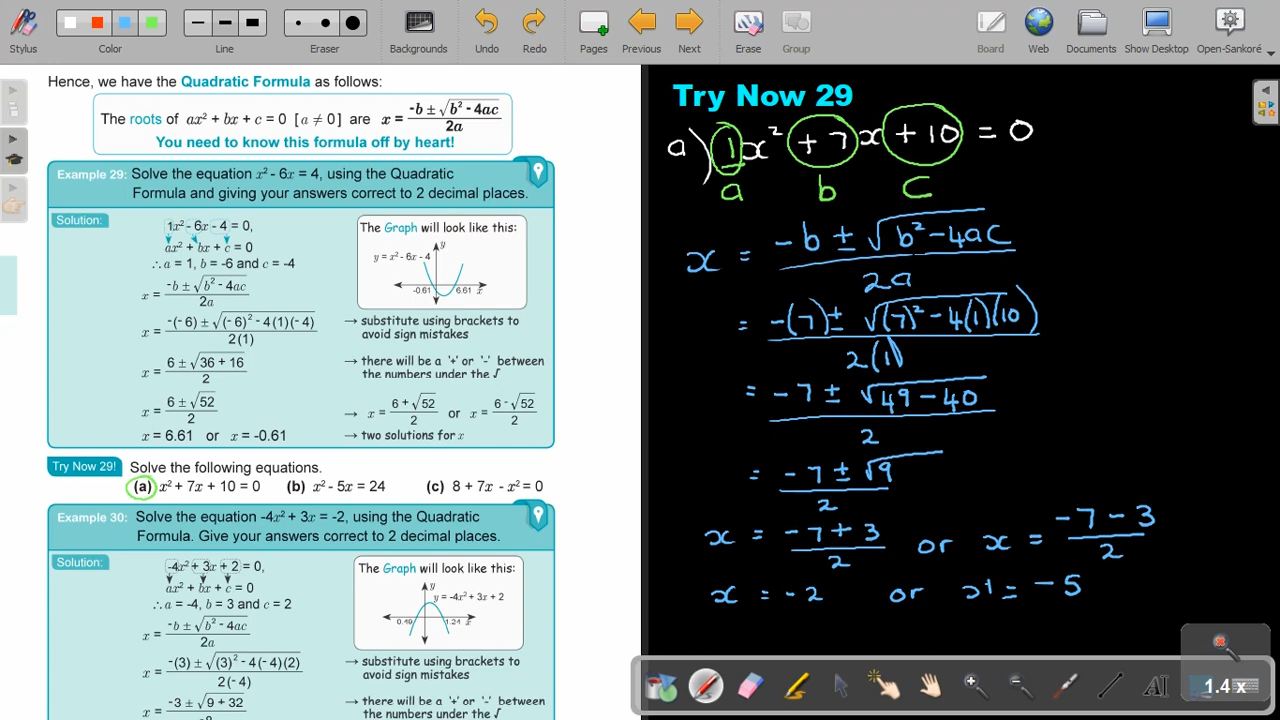 Stylus Color Line Eraser Backgrounds Undo Redo Pages Previous Next Erase Group Board Web Documents Show Desktop Open-Sankoré
Hence, we have the Quadratic Formula as follows:
The roots of ax² + bx + c = 0 [a ≠ 0] are x = (-b ± √(b² - 4ac))/2a
You need to know this formula off by heart!
Example 29: Solve the equation x² - 6x = 4, using the Quadratic
Formula and giving your answers correct to 2 decimal places.
Solution:
1x² - 6x - 4 = 0,
ax² + bx + c = 0
∴ a = 1, b = -6 and c = -4
x = (-b ± √(b² - 4ac))/2a
x = (-(-6) ± √((-6)² - 4(1)(-4)))/2(1)
x = (6 ± √(36 + 16))/2
x = (6 ± √52)/2
x = 6.61 or x = -0.61
The Graph will look like this:
y
y = x² - 6x - 4
-0.61 6.61 x
→ substitute using brackets to
avoid sign mistakes
→ there will be a '+' or '-' between
the numbers under the √
→ x = (6 + √52)/2 or x = (6 - √52)/2
→ two solutions for x
Try Now 29! Solve the following equations.
(a) x² + 7x + 10 = 0 (b) x² - 5x = 24 (c) 8 + 7x - x² = 0
Example 30: Solve the equation -4x² + 3x = -2, using the Quadratic
Formula. Give your answers correct to 2 decimal places.
Solution:
-4x² + 3x + 2 = 0,
ax² + bx + c = 0
∴ a = -4, b = 3 and c = 2
x = (-b ± √(b² - 4ac))/2a
x = (-(3) ± √((3)² - 4(-4)(2)))/2(-4)
x = (-3 ± √(9 + 32))/-8
The Graph will look like this:
y
y = -4x² + 3x + 2
1.24 x
→ substitute using brackets to
avoid sign mistakes
→ there will be a '+' or '-' between
the numbers under the √
Try Now 29
a) 1x² + 7x + 10 = 0
a b c
x = (-b ± √(b² - 4ac))/2a
= (-(7) ± √((7)² - 4(1)(10)))/2(1)
= (-7 ± √(49 - 40))/2
= (-7 ± √9)/2
x = (-7 + 3)/2 or x = (-7 - 3)/2
x = -2 or x = -5
1.4 x